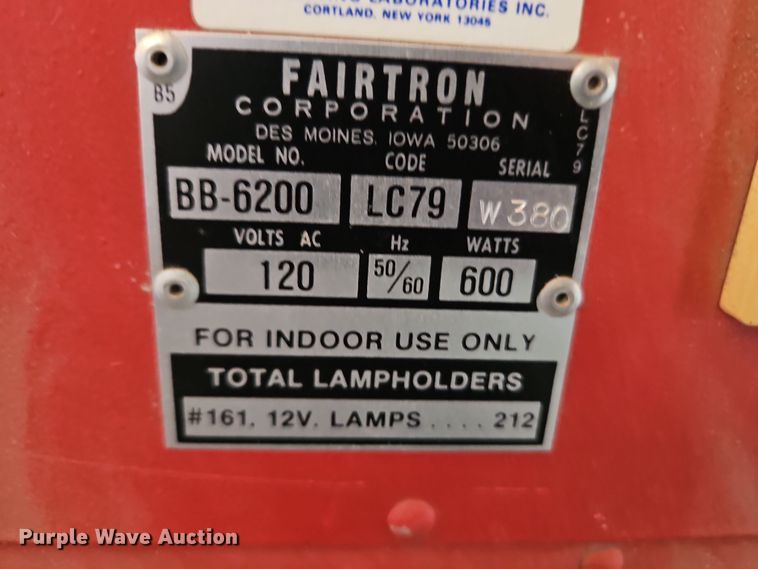 LABORATORIES INC.
CORTLAND, NEW YORK 13045
B5
FAIRTRON
CORPORATION
DES MOINES, IOWA 50306
LC79
MODEL NO. CODE SERIAL
BB-6200 LC79 W380
VOLTS AC Hz WATTS
120 50/60 600
FOR INDOOR USE ONLY
TOTAL LAMPHOLDERS
#161, 12V, LAMPS .... 212
Purple Wave Auction